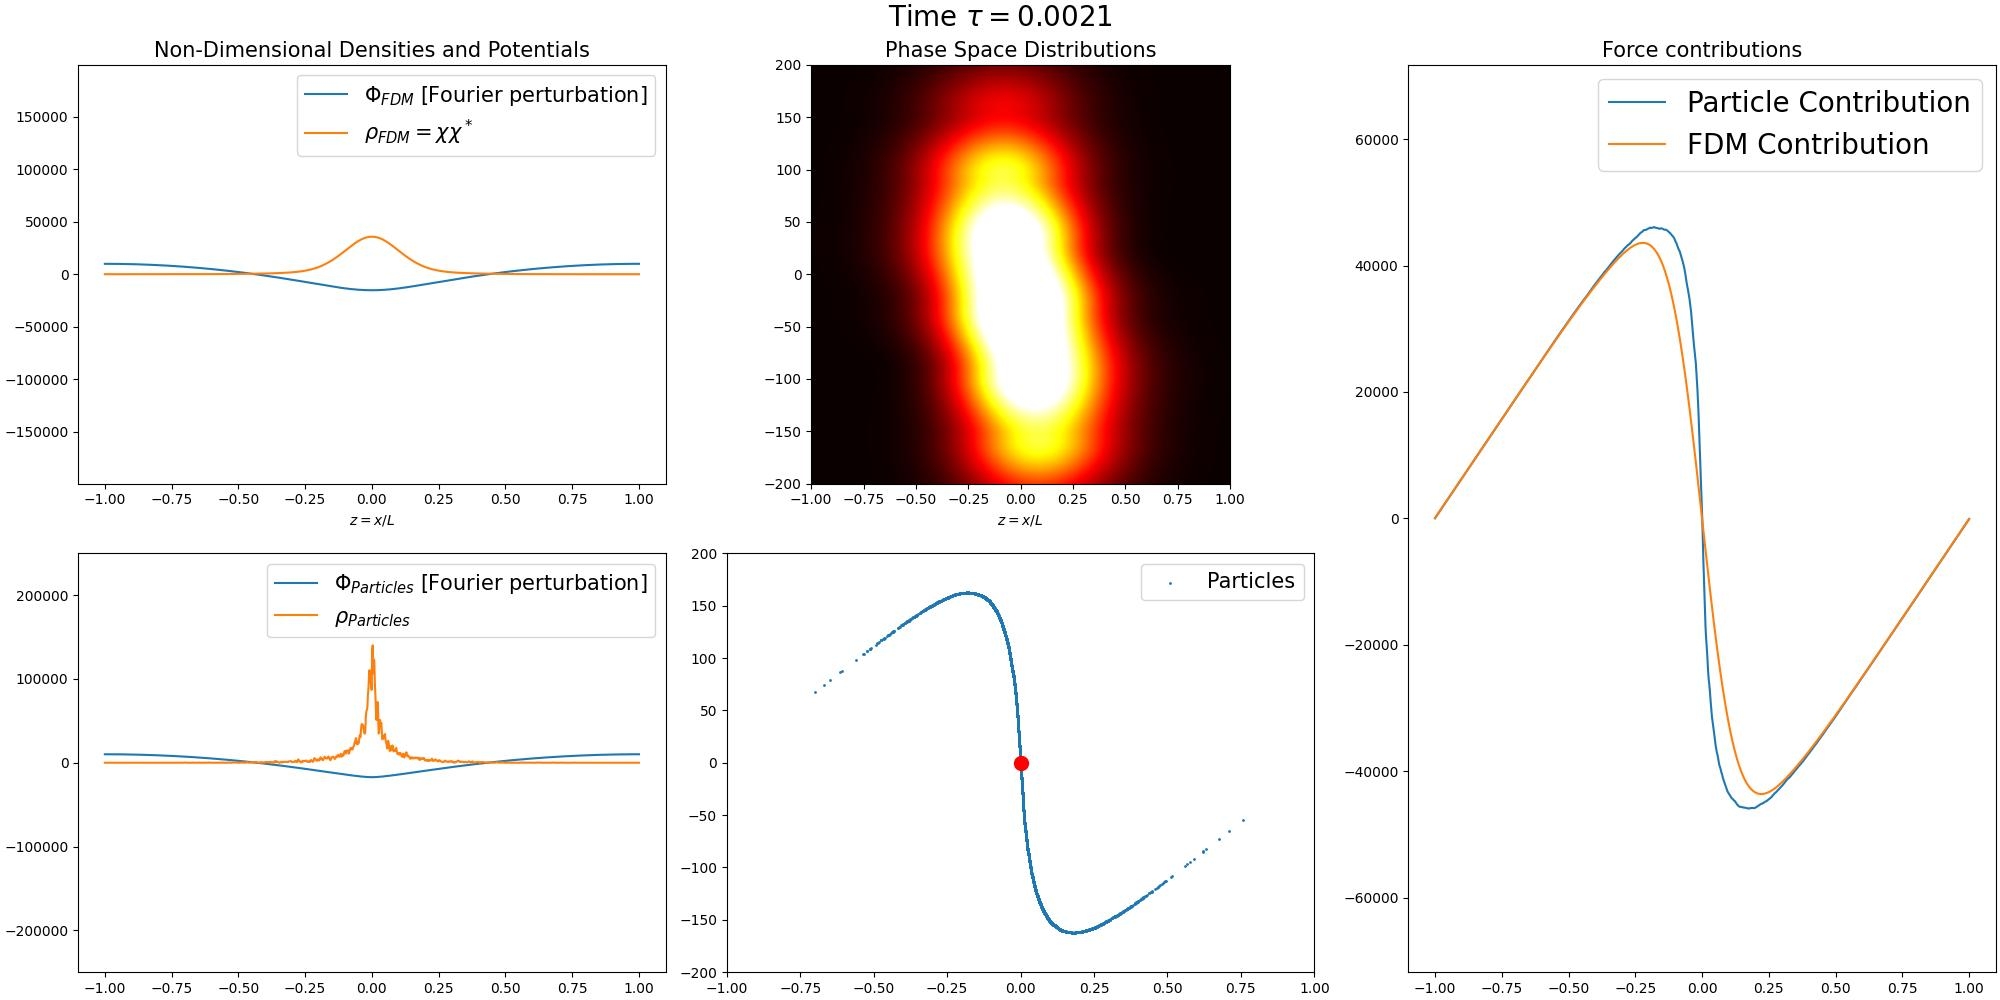 Time τ = 0.0021
Non-Dimensional Densities and Potentials
Φ_FDM [Fourier perturbation]
ρ_FDM = χχ*
150000
100000
50000
0
−50000
−100000
−150000
−1.00 −0.75 −0.50 −0.25 0.00 0.25 0.50 0.75 1.00
z = x/L
Phase Space Distributions
200
150
100
50
0
−50
−100
−150
−200
−1.00 −0.75 −0.50 −0.25 0.00 0.25 0.50 0.75 1.00
z = x/L
Force contributions
Particle Contribution
FDM Contribution
60000
40000
20000
0
−20000
−40000
−60000
−1.00 −0.75 −0.50 −0.25 0.00 0.25 0.50 0.75 1.00
Φ_Particles [Fourier perturbation]
ρ_Particles
200000
100000
0
−100000
−200000
−1.00 −0.75 −0.50 −0.25 0.00 0.25 0.50 0.75 1.00
Particles
200
150
100
50
0
−50
−100
−150
−200
−1.00 −0.75 −0.50 −0.25 0.00 0.25 0.50 0.75 1.00